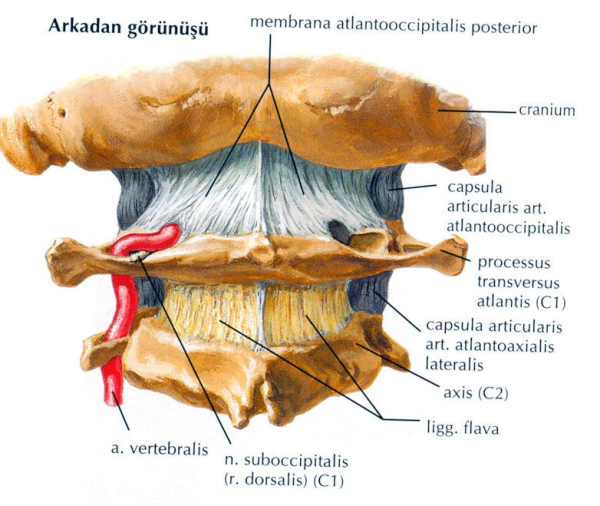 Arkadan görünüşü
membrana atlantooccipitalis posterior
cranium
capsula
articularis art.
atlantooccipitalis
processus
transversus
atlantis (C1)
capsula articularis
art. atlantoaxialis
lateralis
axis (C2)
ligg. flava
a. vertebralis
n. suboccipitalis
(r. dorsalis) (C1)